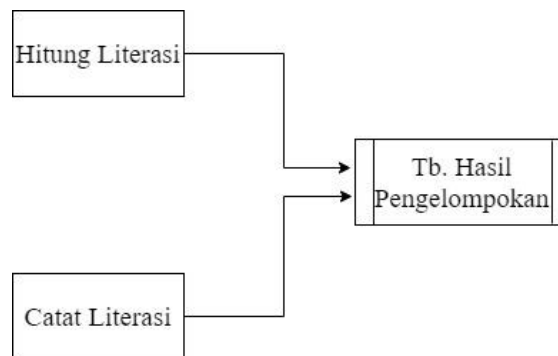 Hitung Literasi
Tb. Hasil
Pengelompokan
Catat Literasi